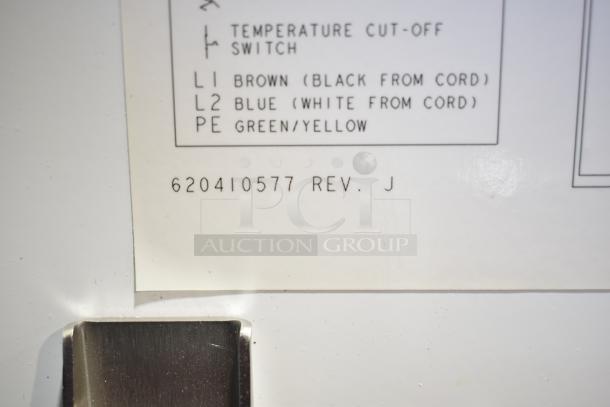 TEMPERATURE CUT-OFF
SWITCH
L1 BROWN (BLACK FROM CORD)
L2 BLUE (WHITE FROM CORD)
PE GREEN/YELLOW
620410577 REV. J
pci
AUCTION GROUP